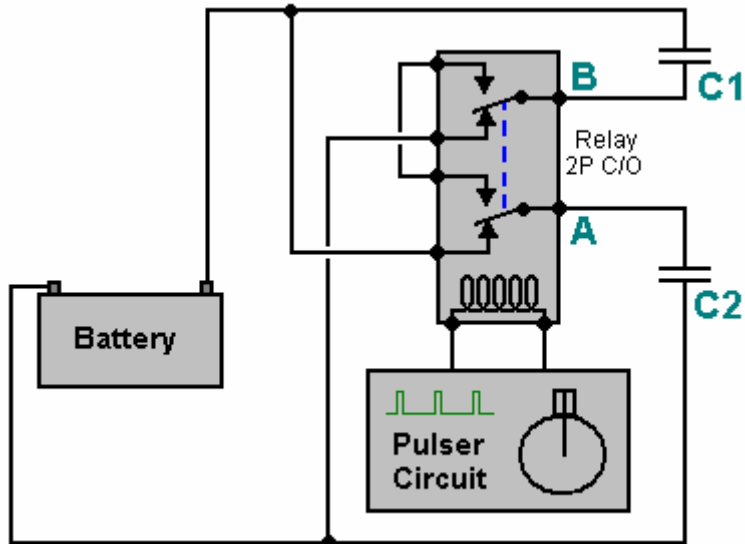 B
C1
Relay
2P C/O
A
C2
Battery
Pulser
Circuit